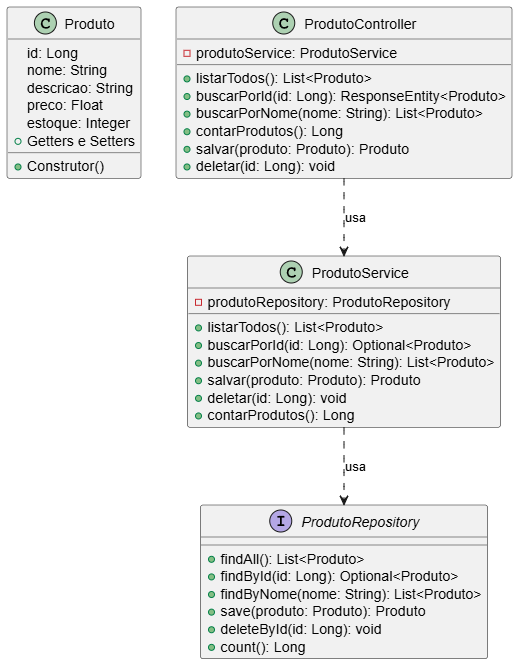 C Produto
id: Long
nome: String
descricao: String
preco: Float
estoque: Integer
Getters e Setters
Construtor()
C ProdutoController
produtoService: ProdutoService
listarTodos(): List<Produto>
buscarPorId(id: Long): ResponseEntity<Produto>
buscarPorNome(nome: String): List<Produto>
contarProdutos(): Long
salvar(produto: Produto): Produto
deletar(id: Long): void
usa
C ProdutoService
produtoRepository: ProdutoRepository
listarTodos(): List<Produto>
buscarPorId(id: Long): Optional<Produto>
buscarPorNome(nome: String): List<Produto>
salvar(produto: Produto): Produto
deletar(id: Long): void
contarProdutos(): Long
usa
I ProdutoRepository
findAll(): List<Produto>
findById(id: Long): Optional<Produto>
findByNome(nome: String): List<Produto>
save(produto: Produto): Produto
deleteById(id: Long): void
count(): Long